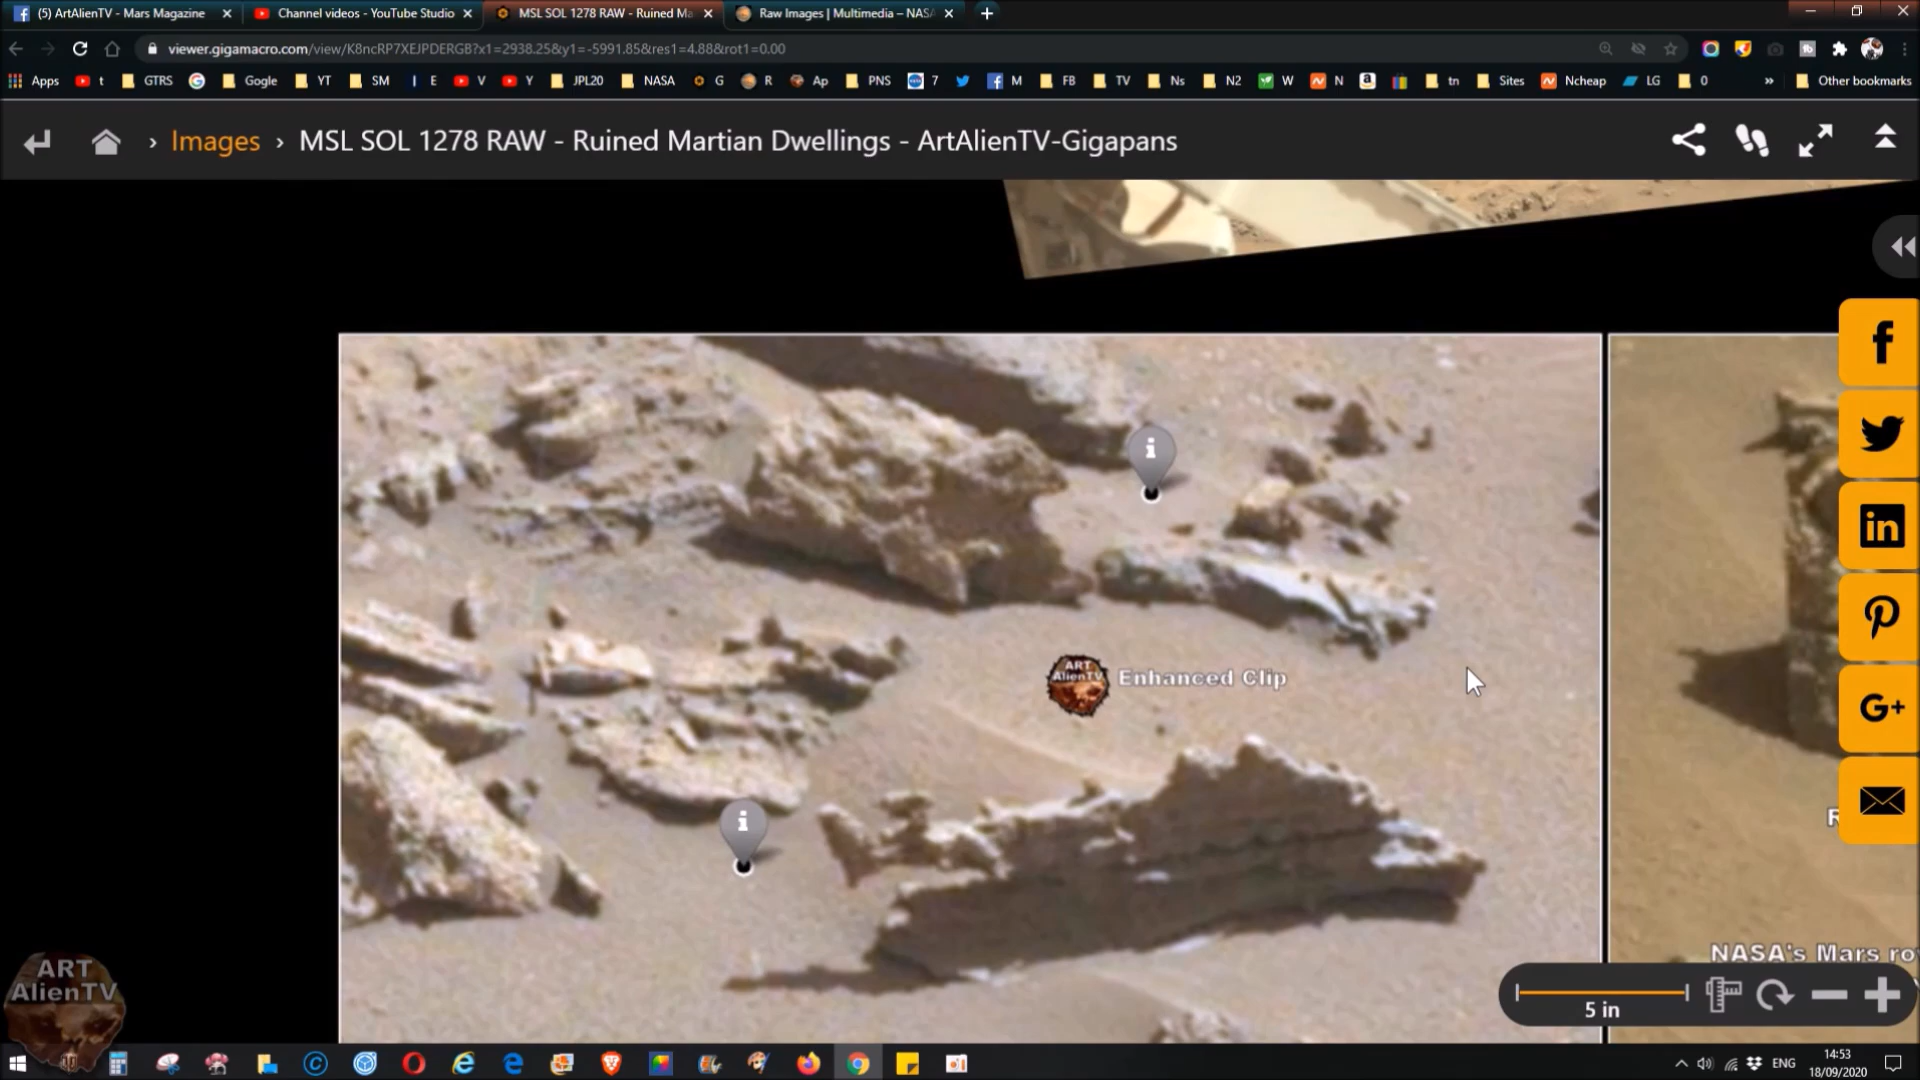 (5) ArtAlienTV - Mars Magazine
Channel videos - YouTube Studio
MSL SOL 1278 RAW - Ruined Ma
Raw Images | Multimedia – NASA
viewer.gigamacro.com/view/K8ncRP7XEJPDERGB?x1=2938.25&y1=-5991.85&res1=4.88&rot1=0.00
Apps t GTRS Gogle YT SM E V Y JPL20 NASA G R Ap PNS 7 M FB TV Ns N2 W N tn Sites Ncheap LG 0 » Other bookmarks
› Images › MSL SOL 1278 RAW - Ruined Martian Dwellings - ArtAlienTV-Gigapans
ART AlienTV Enhanced Clip
NASA's Mars ro
5 in
ART
AlienTV
ENG
14:53
18/09/2020